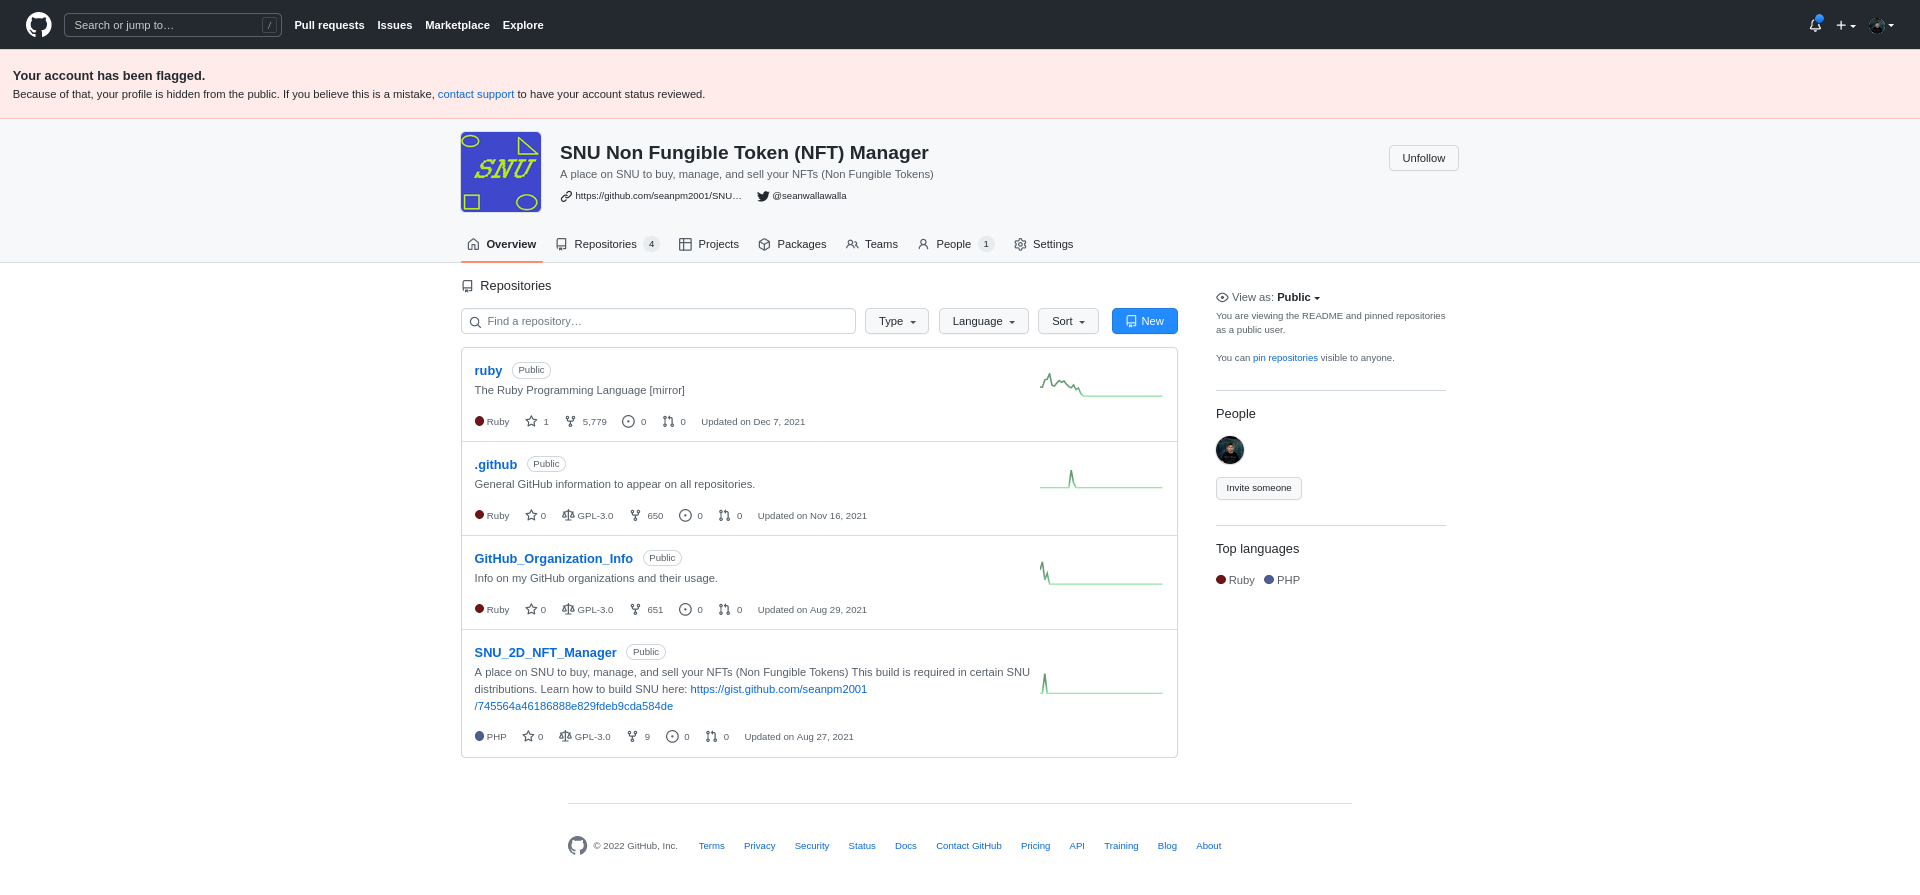 Search or jump to… /
Pull requests Issues Marketplace Explore
Your account has been flagged.
Because of that, your profile is hidden from the public. If you believe this is a mistake, contact support to have your account status reviewed.
SNU
SNU Non Fungible Token (NFT) Manager
A place on SNU to buy, manage, and sell your NFTs (Non Fungible Tokens)
https://github.com/seanpm2001/SNU… @seanwallawalla
Unfollow
Overview Repositories 4 Projects Packages Teams People 1 Settings
Repositories
Find a repository… Type Language Sort New
ruby Public
The Ruby Programming Language [mirror]
Ruby 1 5,779 0 0 Updated on Dec 7, 2021
.github Public
General GitHub information to appear on all repositories.
Ruby 0 GPL-3.0 650 0 0 Updated on Nov 16, 2021
GitHub_Organization_Info Public
Info on my GitHub organizations and their usage.
Ruby 0 GPL-3.0 651 0 0 Updated on Aug 29, 2021
SNU_2D_NFT_Manager Public
A place on SNU to buy, manage, and sell your NFTs (Non Fungible Tokens) This build is required in certain SNU
distributions. Learn how to build SNU here: https://gist.github.com/seanpm2001
/745564a46186888e829fdeb9cda584de
PHP 0 GPL-3.0 9 0 0 Updated on Aug 27, 2021
View as: Public
You are viewing the README and pinned repositories
as a public user.
You can pin repositories visible to anyone.
People
Invite someone
Top languages
Ruby PHP
© 2022 GitHub, Inc. Terms Privacy Security Status Docs Contact GitHub Pricing API Training Blog About